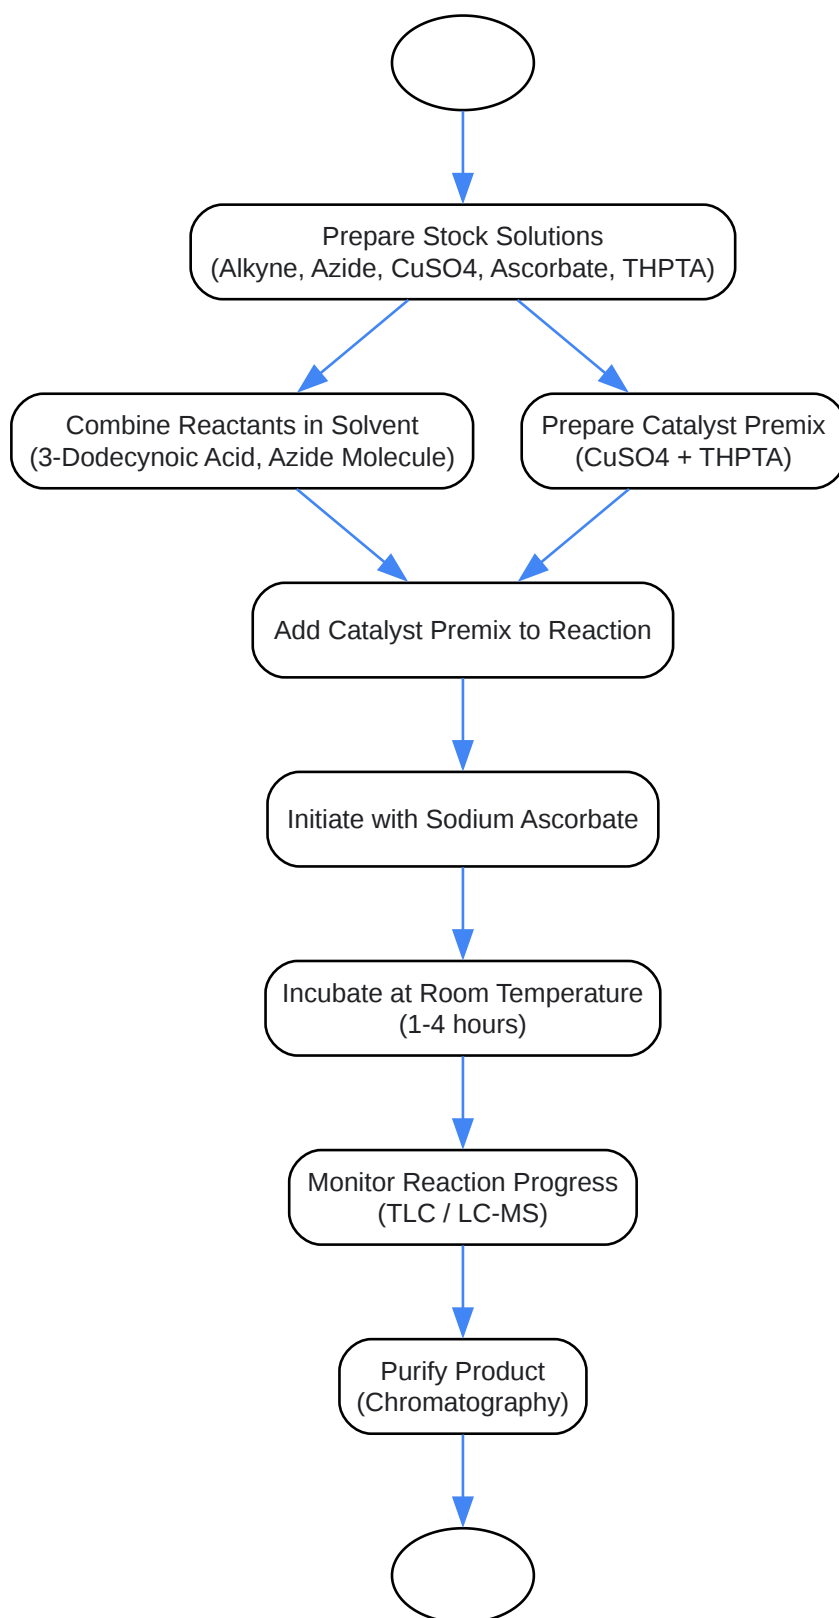 Prepare Stock Solutions
(Alkyne, Azide, CuSO4, Ascorbate, THPTA)
Combine Reactants in Solvent
(3-Dodecynoic Acid, Azide Molecule)
Prepare Catalyst Premix
(CuSO4 + THPTA)
Add Catalyst Premix to Reaction
Initiate with Sodium Ascorbate
Incubate at Room Temperature
(1-4 hours)
Monitor Reaction Progress
(TLC / LC-MS)
Purify Product
(Chromatography)